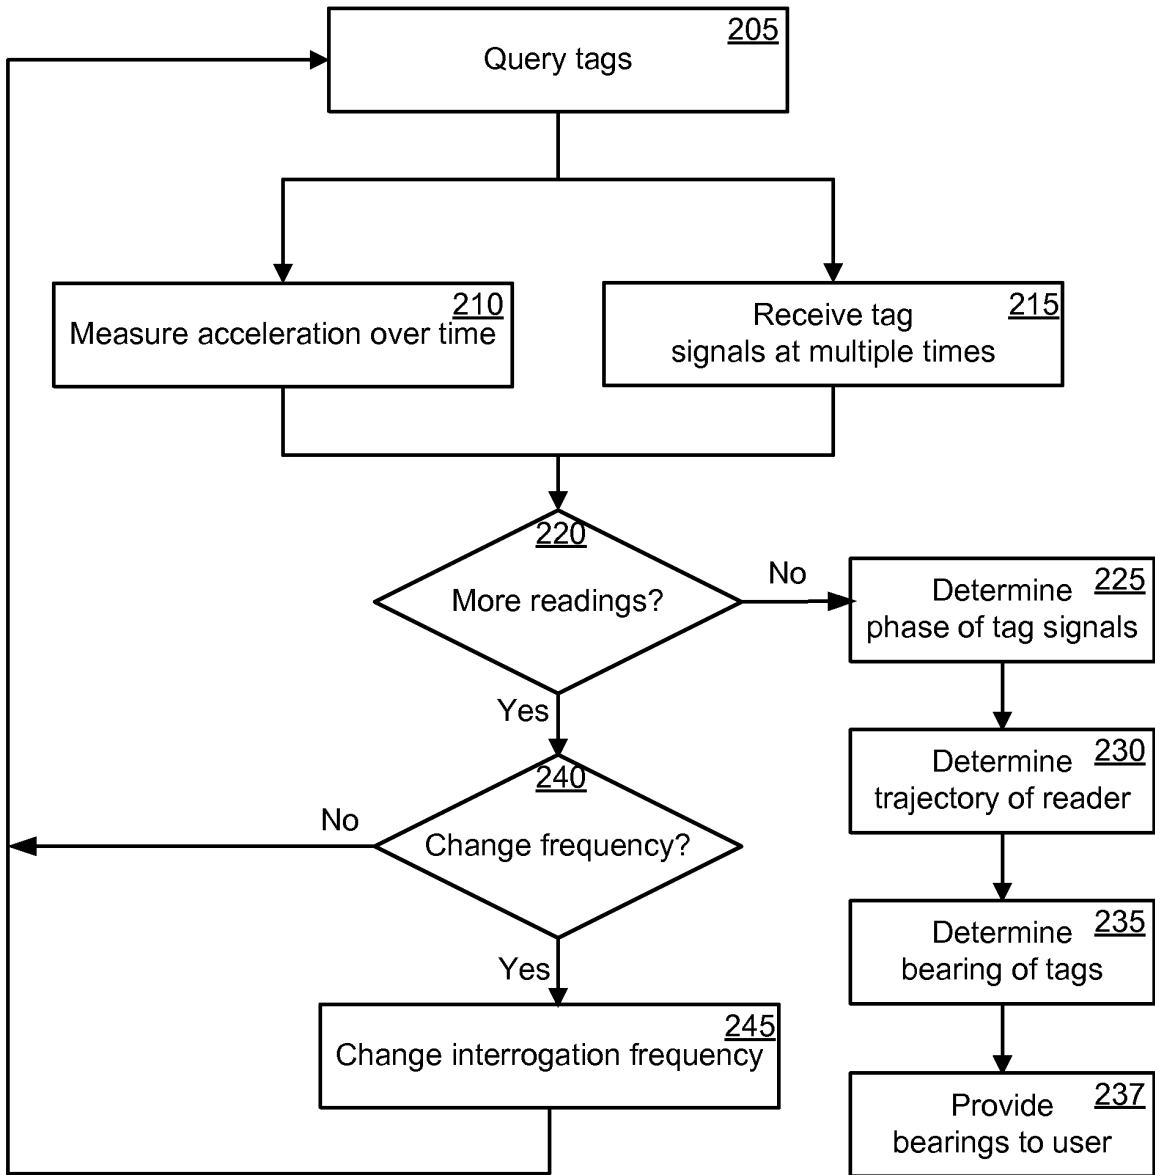 205
Query tags
210
Measure acceleration over time
215
Receive tag
signals at multiple times
220
More readings?
No
Yes
225
Determine
phase of tag signals
230
Determine
trajectory of reader
240
Change frequency?
No
Yes
235
Determine
bearing of tags
245
Change interrogation frequency
237
Provide
bearings to user